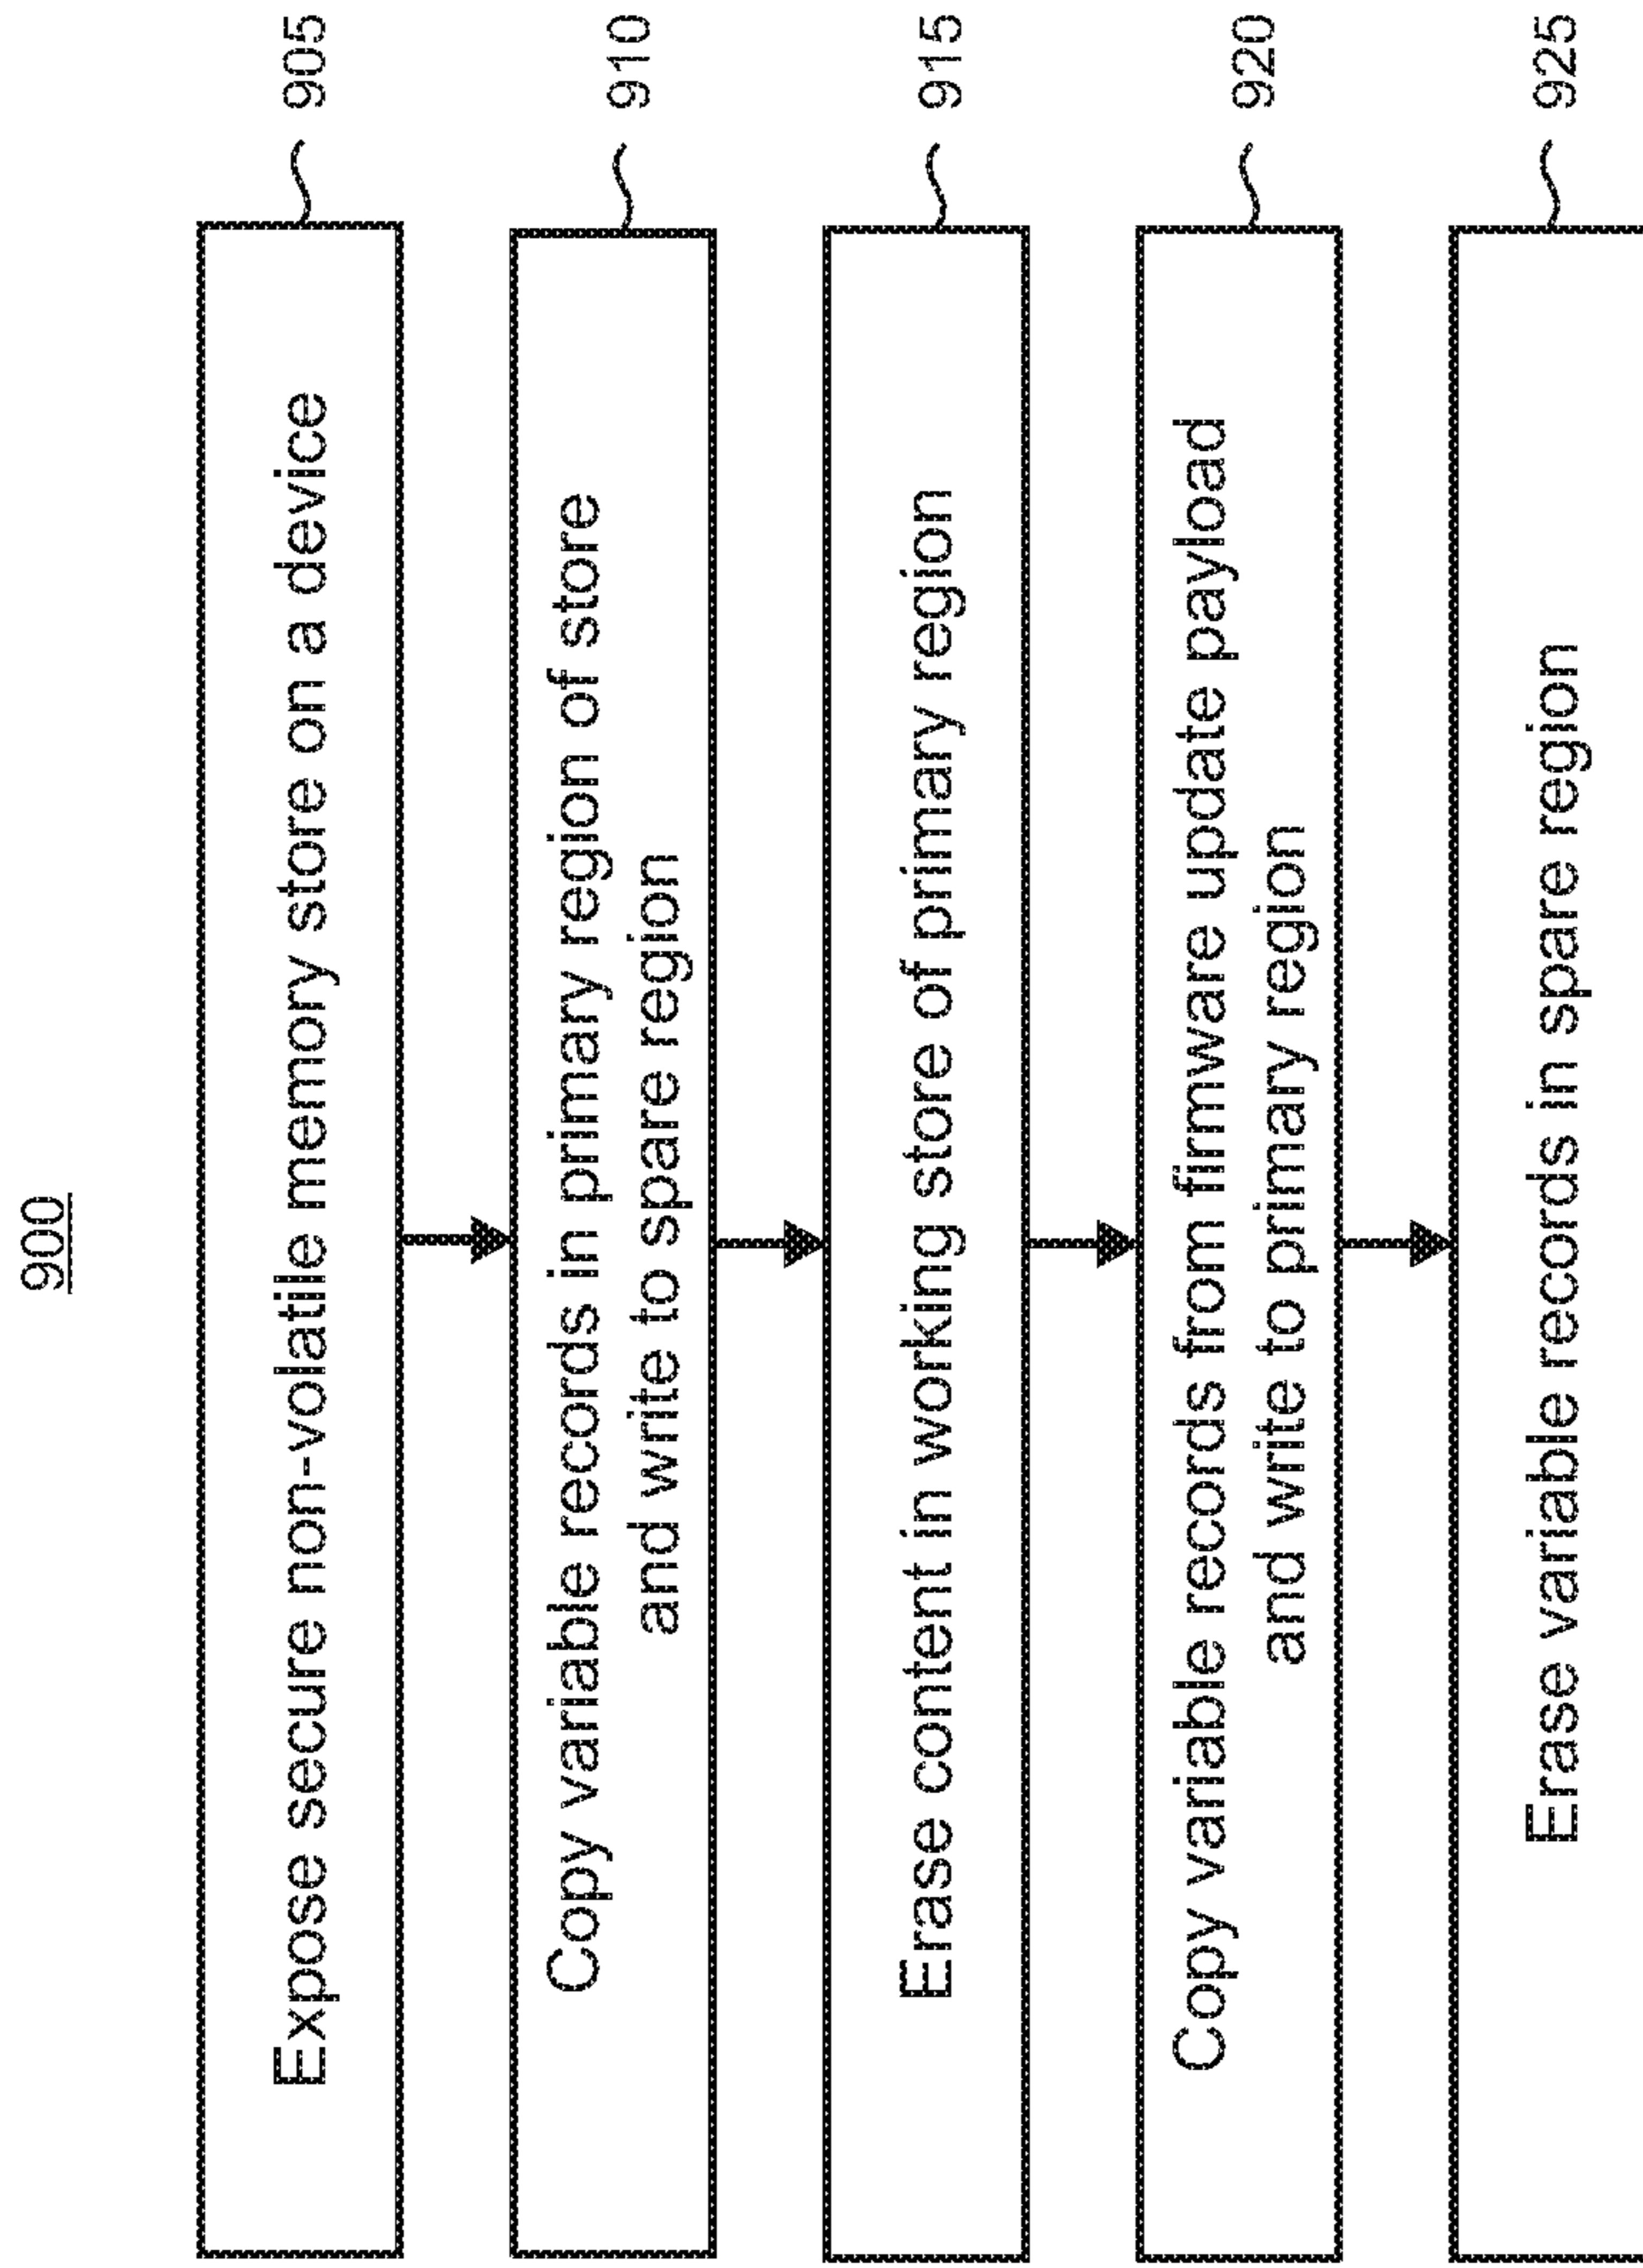 900
Expose secure non-volatile memory store on a device
905
Copy variable records in primary region of store
and write to spare region
910
Erase content in working store of primary region
915
Copy variable records from firmware update payload
and write to primary region
920
Erase variable records in spare region
925